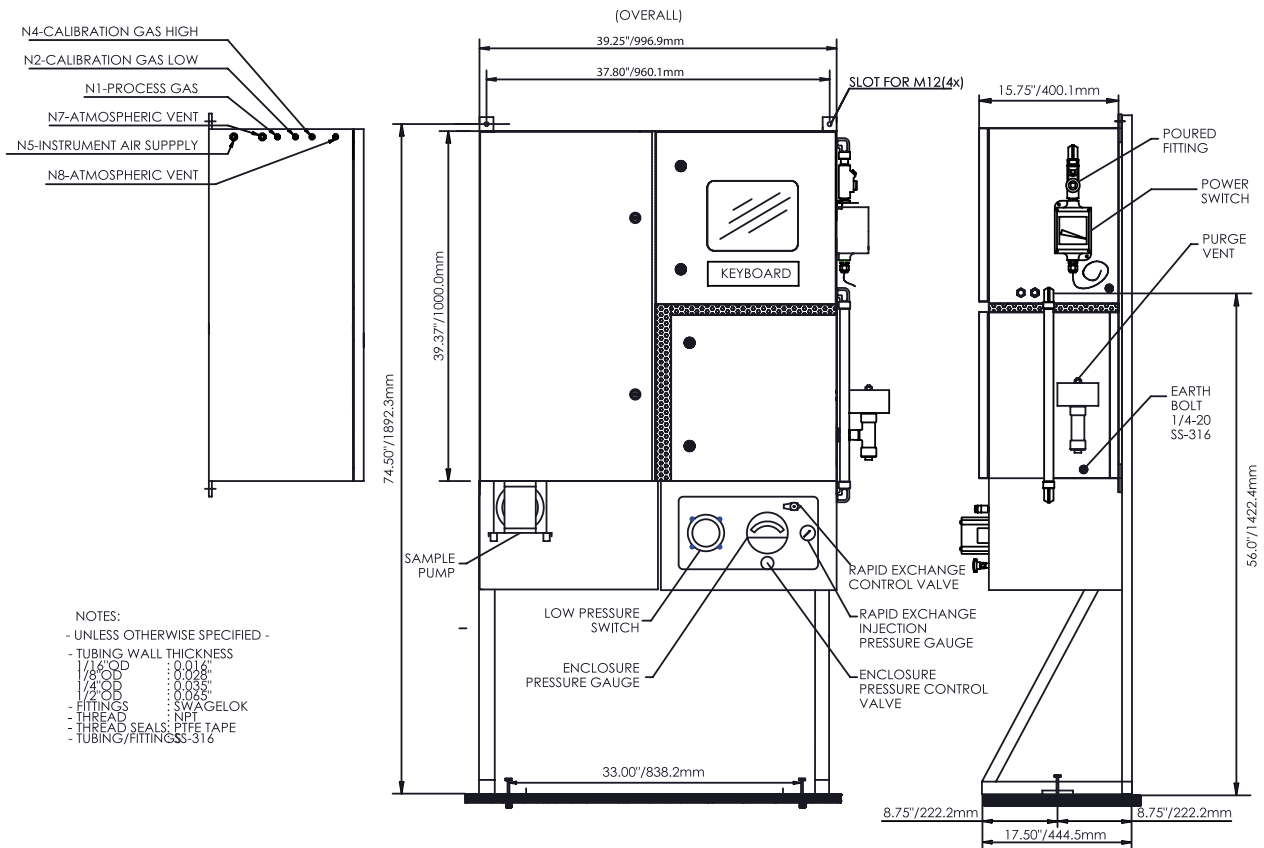 N4-CALIBRATION GAS HIGH
N2-CALIBRATION GAS LOW
N1-PROCESS GAS
N7-ATMOSPHERIC VENT
N5-INSTRUMENT AIR SUPPPLY
N8-ATMOSPHERIC VENT
(OVERALL)
39.25"/996.9mm
37.80"/960.1mm
SLOT FOR M12(4x)
39.37"/1000.0mm
74.50"/1892.3mm
KEYBOARD
15.75"/400.1mm
POURED
FITTING
POWER
SWITCH
PURGE
VENT
EARTH
BOLT
1/4-20
SS-316
56.0"/1422.4mm
SAMPLE
PUMP
LOW PRESSURE
SWITCH
ENCLOSURE
PRESSURE GAUGE
RAPID EXCHANGE
CONTROL VALVE
RAPID EXCHANGE
INJECTION
PRESSURE GAUGE
ENCLOSURE
PRESSURE CONTROL
VALVE
NOTES:
- UNLESS OTHERWISE SPECIFIED -
- TUBING WALL THICKNESS
1/16"OD : 0.016"
1/8"OD : 0.028"
1/4"OD : 0.035"
1/2"OD : 0.065"
- FITTINGS : SWAGELOK
- THREAD : NPT
- THREAD SEALS: PTFE TAPE
- TUBING/FITTINGS: SS-316
33.00"/838.2mm
8.75"/222.2mm
8.75"/222.2mm
17.50"/444.5mm